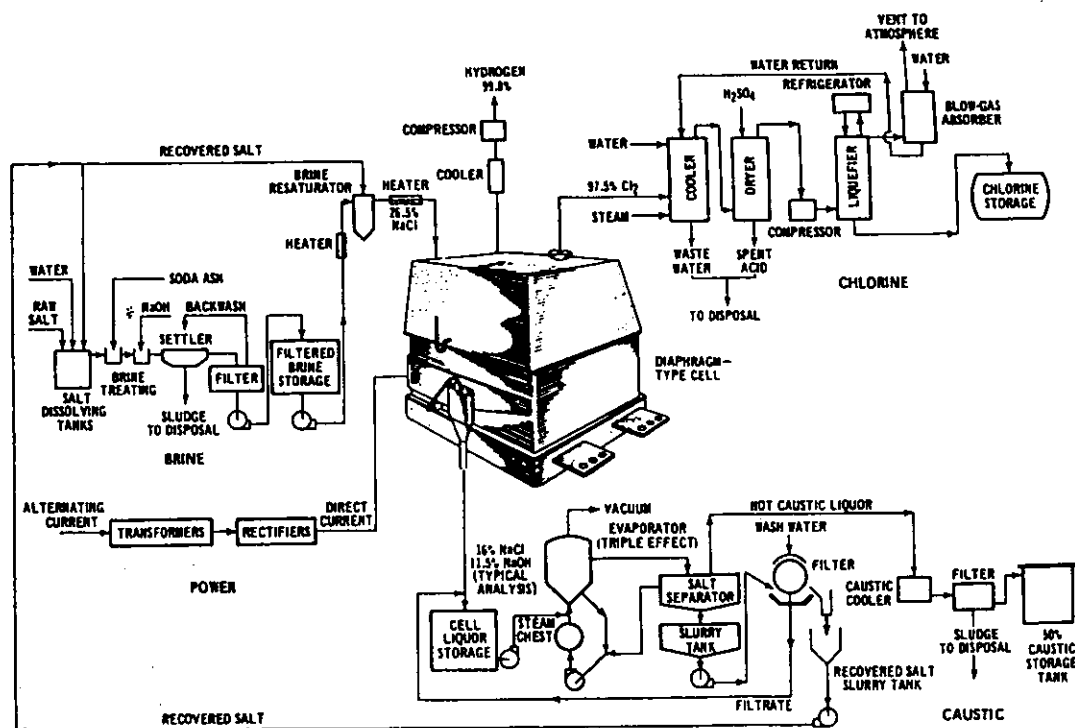 VENT TO
ATMOSPHERE
WATER
WATER RETURN
REFRIGERATOR
BLOW-GAS
ABSORBER
HYDROGEN
99.8%
H2SO4
COMPRESSOR
COOLER
WATER
COOLER
DRYER
LIQUEFIER
97.5% Cl2
STEAM
COMPRESSOR
CHLORINE
STORAGE
WASTE
WATER
SPENT
ACID
TO DISPOSAL
CHLORINE
RECOVERED SALT
BRINE
RESATURATOR
HEATER
26.5%
NaCl
HEATER
WATER
SODA ASH
RAW
SALT
NaOH
BACKWASH
SETTLER
FILTER
FILTERED
BRINE
STORAGE
SALT
DISSOLVING
TANKS
BRINE
TREATING
SLUDGE
TO DISPOSAL
BRINE
DIAPHRAGM-
TYPE CELL
ALTERNATING
CURRENT
TRANSFORMERS
RECTIFIERS
DIRECT
CURRENT
POWER
16% NaCl
11.5% NaOH
(TYPICAL
ANALYSIS)
CELL
LIQUOR
STORAGE
STEAM
CHEST
VACUUM
EVAPORATOR
(TRIPLE EFFECT)
SALT
SEPARATOR
SLURRY
TANK
HOT CAUSTIC LIQUOR
WASH WATER
FILTER
CAUSTIC
COOLER
FILTER
SLUDGE
TO DISPOSAL
50%
CAUSTIC
STORAGE
TANK
RECOVERED SALT
SLURRY TANK
FILTRATE
CAUSTIC
RECOVERED SALT